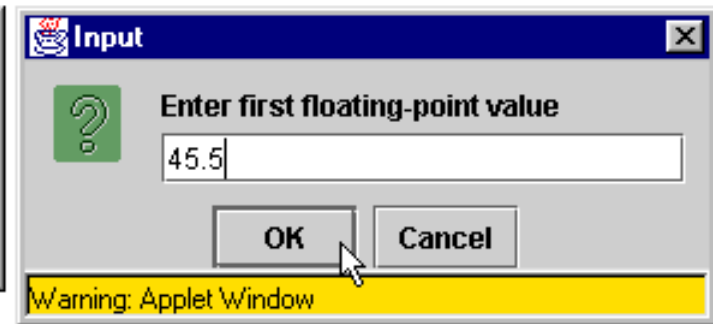 Input
Enter first floating-point value
45.5
OK
Cancel
Warning: Applet Window